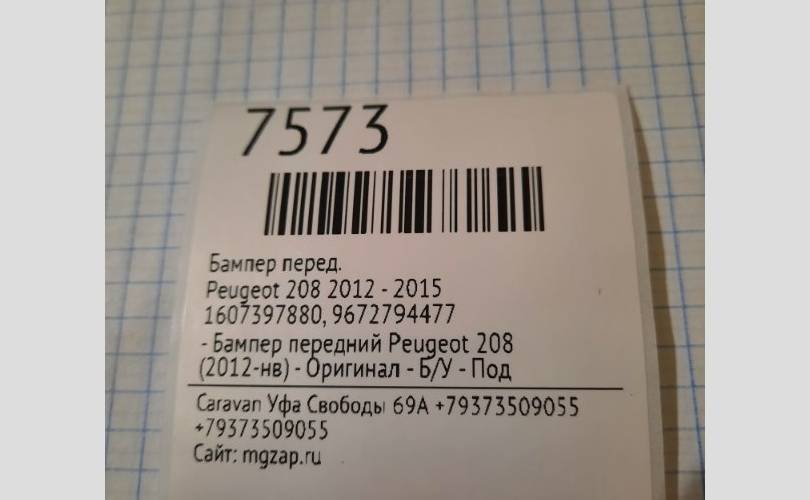 7573
Бампер перед.
Peugeot 208 2012 - 2015
1607397880, 9672794477
- Бампер передний Peugeot 208
(2012-нв) - Оригинал - Б/У - Под
Caravan Уфа Свободы 69А +79373509055
+79373509055
Сайт: mgzap.ru